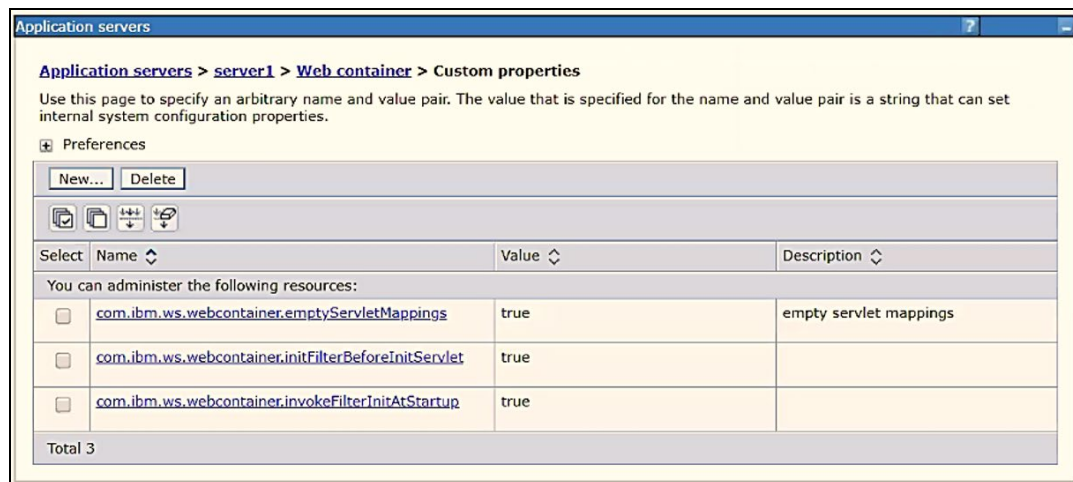 Application servers ? –
Application servers > server1 > Web container > Custom properties
Use this page to specify an arbitrary name and value pair. The value that is specified for the name and value pair is a string that can set
internal system configuration properties.
+ Preferences
New... Delete
Select Name Value Description
You can administer the following resources:
com.ibm.ws.webcontainer.emptyServletMappings true empty servlet mappings
com.ibm.ws.webcontainer.initFilterBeforeInitServlet true
com.ibm.ws.webcontainer.invokeFilterInitAtStartup true
Total 3